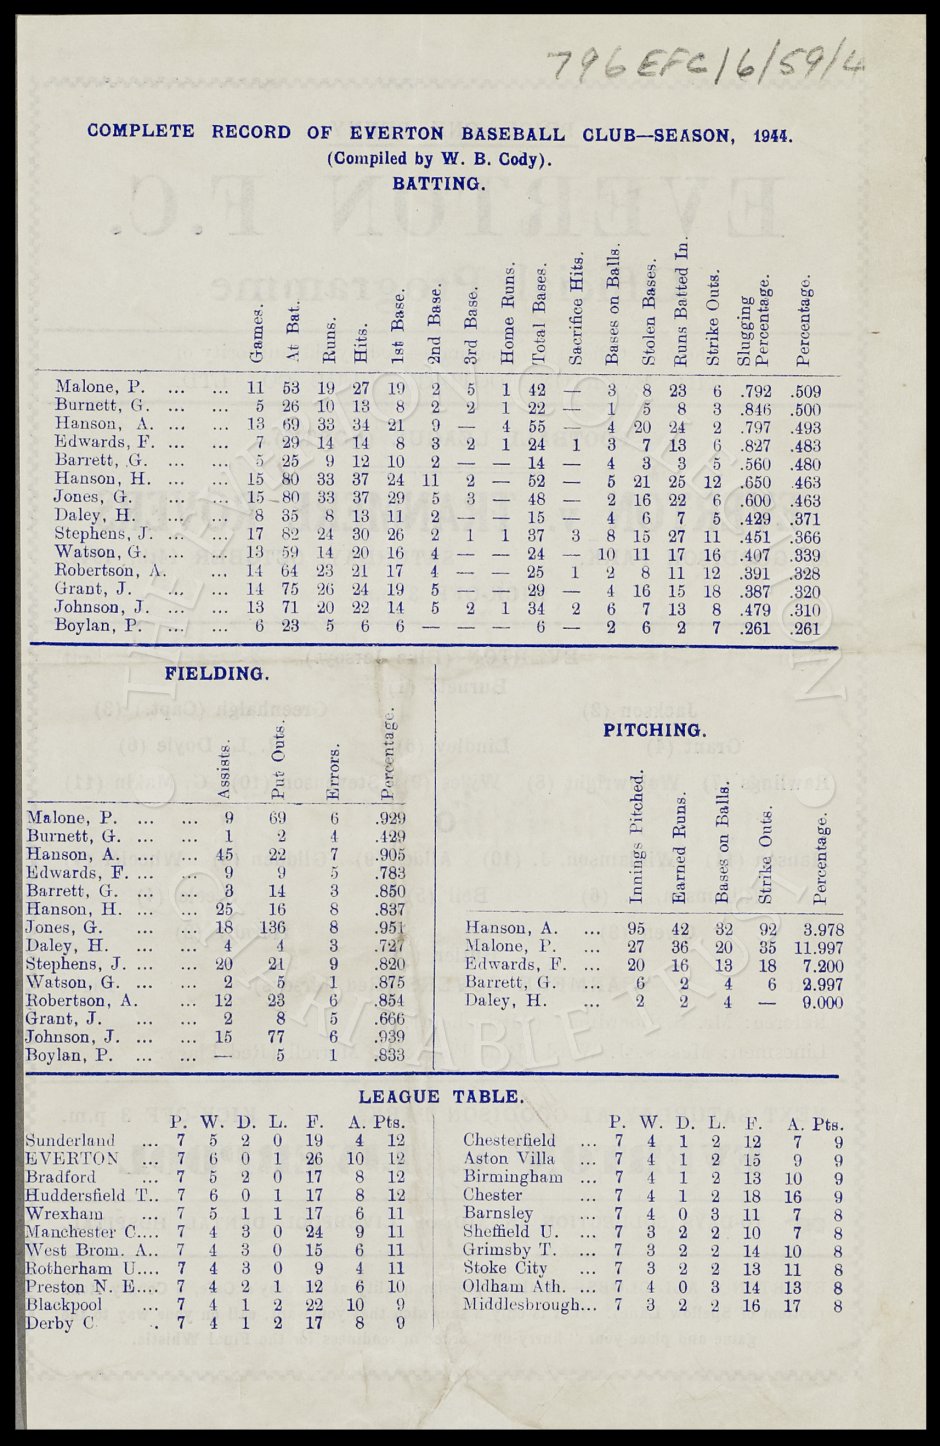 796 EFC/6/59/4
COMPLETE RECORD OF EVERTON BASEBALL CLUB—SEASON, 1944.
(Compiled by W. B. Cody).
BATTING.
Games. At Bat. Runs. Hits. 1st Base. 2nd Base. 3rd Base. Home Runs. Total Bases. Sacrifice Hits. Bases on Balls. Stolen Bases. Runs Batted In. Strike Outs. Slugging Percentage. Percentage.
Malone, P. ... ... 11 53 19 27 19 2 5 1 42 — 3 8 23 6 .792 .509
Burnett, G. ... ... 5 26 10 13 8 2 2 1 22 — 1 5 8 3 .846 .500
Hanson, A. ... ... 13 69 33 34 21 9 — 4 55 — 4 20 24 2 .797 .493
Edwards, F. ... ... 7 29 14 14 8 3 2 1 24 1 3 7 13 6 .827 .483
Barrett, G. ... ... 5 25 9 12 10 2 — — 14 — 4 3 3 5 .560 .480
Hanson, H. ... ... 15 80 33 37 24 11 2 — 52 — 5 21 25 12 .650 .463
Jones, G. ... ... 15 80 33 37 29 5 3 — 48 — 2 16 22 6 .600 .463
Daley, H. ... ... 8 35 8 13 11 2 — — 15 — 4 6 7 5 .429 .371
Stephens, J. ... ... 17 82 24 30 26 2 1 1 37 3 8 15 27 11 .451 .366
Watson, G. ... ... 13 59 14 20 16 4 — — 24 — 10 11 17 16 .407 .339
Robertson, A. ... 14 64 23 21 17 4 — — 25 1 2 8 11 12 .391 .328
Grant, J. ... ... 14 75 26 24 19 5 — — 29 — 4 16 15 18 .387 .320
Johnson, J. ... ... 13 71 20 22 14 5 2 1 34 2 6 7 13 8 .479 .310
Boylan, P. ... ... 6 23 5 6 6 — — — 6 — 2 6 2 7 .261 .261
FIELDING.
Assists. Put Outs. Errors. Percentage.
Malone, P. ... ... 9 69 6 .929
Burnett, G. ... ... 1 2 4 .429
Hanson, A. ... ... 45 22 7 .905
Edwards, F. ... ... 9 9 5 .783
Barrett, G. ... ... 3 14 3 .850
Hanson, H. ... ... 25 16 8 .837
Jones, G. ... ... 18 136 8 .951
Daley, H. ... ... 4 4 3 .727
Stephens, J. ... ... 20 21 9 .820
Watson, G. ... ... 2 5 1 .875
Robertson, A. ... 12 23 6 .854
Grant, J. ... ... 2 8 5 .666
Johnson, J. ... ... 15 77 6 .939
Boylan, P. ... ... — 5 1 .833
PITCHING.
Innings Pitched. Earned Runs. Bases on Balls. Strike Outs. Percentage.
Hanson, A. ... 95 42 32 92 3.978
Malone, P. ... 27 36 20 35 11.997
Edwards, F. ... 20 16 13 18 7.200
Barrett, G. ... 6 2 4 6 2.997
Daley, H. ... 2 2 4 — 9.000
LEAGUE TABLE.
P. W. D. L. F. A. Pts.
Sunderland ... 7 5 2 0 19 4 12
EVERTON ... 7 6 0 1 26 10 12
Bradford ... 7 5 2 0 17 8 12
Huddersfield T.. 7 6 0 1 17 8 12
Wrexham ... 7 5 1 1 17 6 11
Manchester C.... 7 4 3 0 24 9 11
West Brom. A.. 7 4 3 0 15 6 11
Rotherham U.... 7 4 3 0 9 4 11
Preston N. E.... 7 4 2 1 12 6 10
Blackpool ... 7 4 1 2 22 10 9
Derby C. .. 7 4 1 2 17 8 9
P. W. D. L. F. A. Pts.
Chesterfield ... 7 4 1 2 12 7 9
Aston Villa ... 7 4 1 2 15 9 9
Birmingham ... 7 4 1 2 13 10 9
Chester ... 7 4 1 2 18 16 9
Barnsley ... 7 4 0 3 11 7 8
Sheffield U. ... 7 3 2 2 10 7 8
Grimsby T. ... 7 3 2 2 14 10 8
Stoke City ... 7 3 2 2 13 11 8
Oldham Ath. ... 7 4 0 3 14 13 8
Middlesbrough... 7 3 2 2 16 17 8
THE EVERTON COLLECTION CHARITABLE TRUST